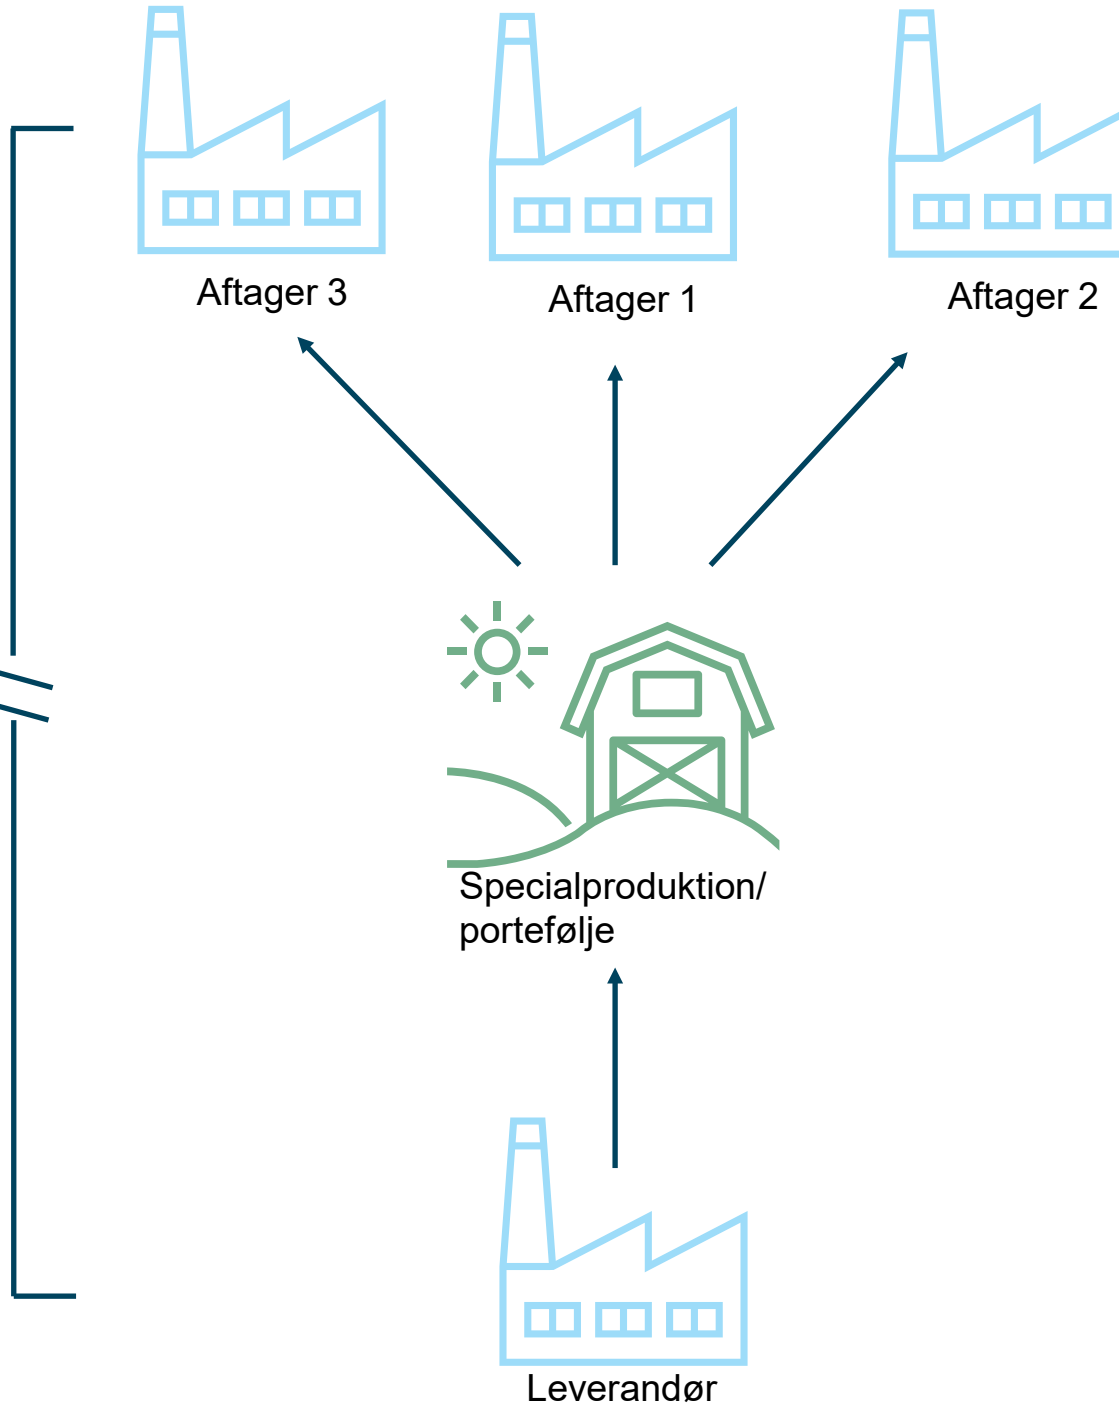 Aftager 3
Aftager 1
Aftager 2
Specialproduktion/
portefølje
Leverandør